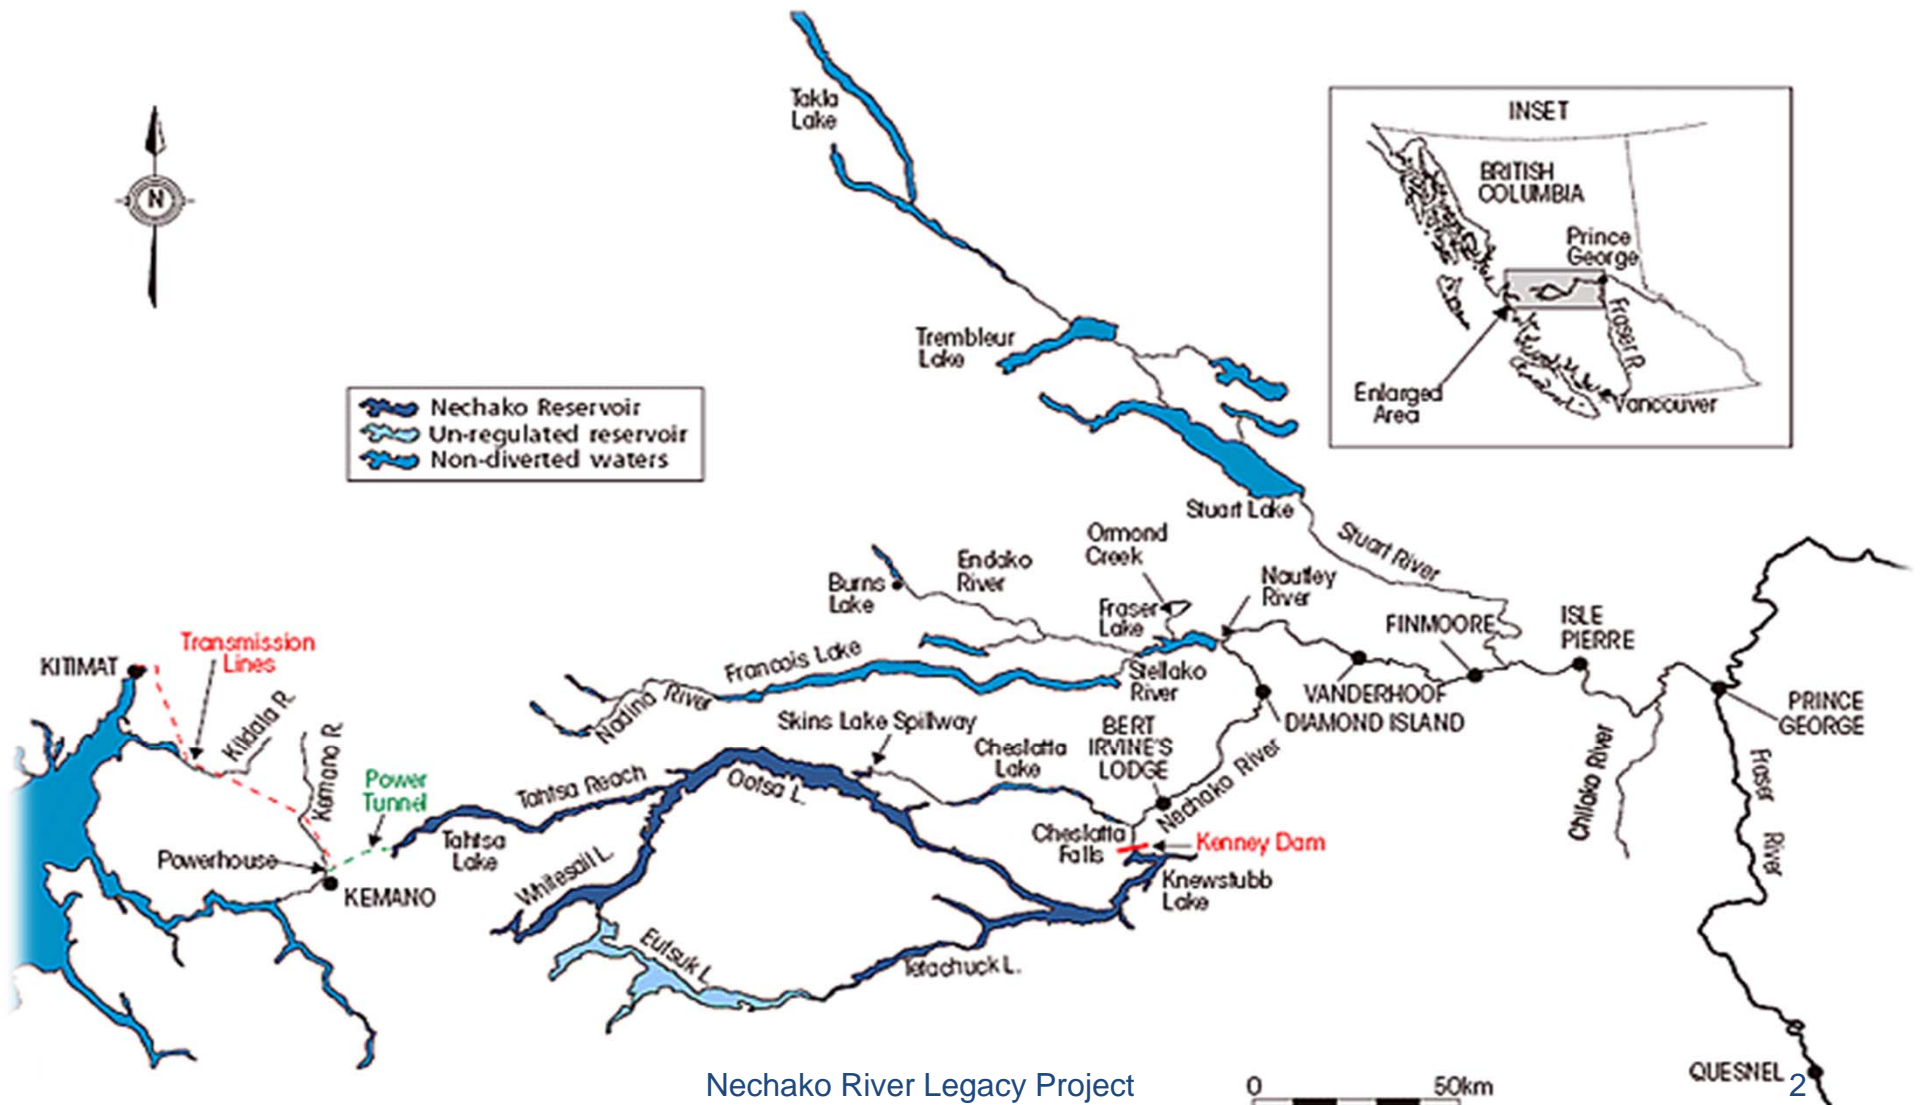 Takla
Lake
INSET
BRITISH
COLUMBIA
Prince
George
Fraser R.
Enlarged
Area
Vancouver
N
Trembleur
Lake
Nechako Reservoir
Un-regulated reservoir
Non-diverted waters
Stuart Lake
Stuart River
Ormond
Creek
Endako
River
Burns
Lake
Nautley
River
Fraser
Lake
FINMOORE
ISLE
PIERRE
Transmission
Lines
KITIMAT
Francois Lake
Stellako
River
VANDERHOOF
PRINCE
GEORGE
Nadina River
Kildala R.
Kemano R.
Skins Lake Spillway
BERT
IRVINE'S
LODGE
DIAMOND ISLAND
Cheslatta
Lake
Nechako River
Chilako River
Fraser River
Power
Tunnel
Tahtsa Reach
Ootsa L.
Tahtsa
Lake
Cheslatta
Falls
Kenney Dam
Powerhouse
KEMANO
Whitesail L.
Knewstubb
Lake
Eutsuk L.
Tetachuck L.
QUESNEL
Nechako River Legacy Project
0 50km
2